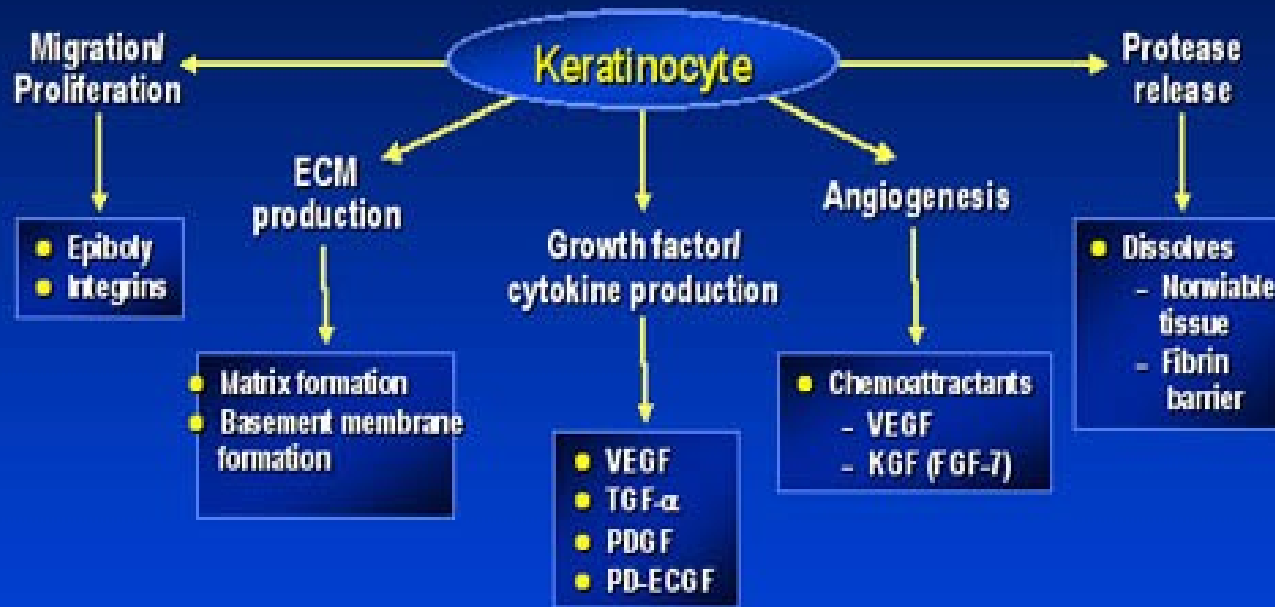 Keratinocyte
Migration/
Proliferation
Epiboly
Integrins
ECM
production
Matrix formation
Basement membrane
formation
Growth factor/
cytokine production
VEGF
TGF-α
PDGF
PD-ECGF
Angiogenesis
Chemoattractants
- VEGF
- KGF (FGF-7)
Protease
release
Dissolves
- Nonviable
tissue
- Fibrin
barrier